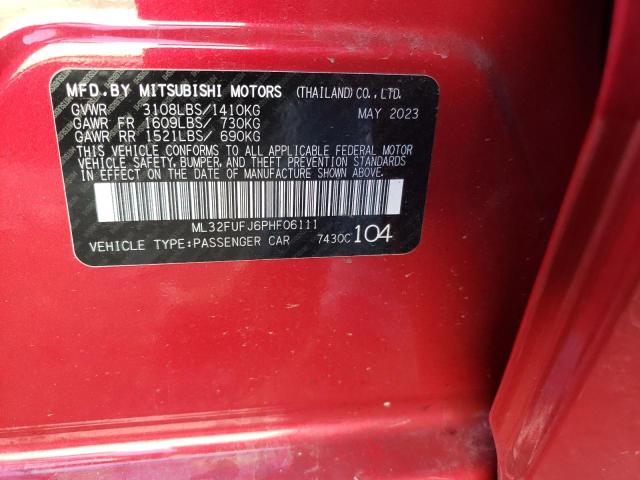 MFD. BY MITSUBISHI MOTORS (THAILAND) CO., LTD.
GVWR 3108LBS/1410KG MAY 2023
GAWR FR 1609LBS/ 730KG
GAWR RR 1521LBS/ 690KG
THIS VEHICLE CONFORMS TO ALL APPLICABLE FEDERAL MOTOR
VEHICLE SAFETY, BUMPER, AND THEFT PREVENTION STANDARDS
IN EFFECT ON THE DATE OF MANUFACTURE SHOWN ABOVE.
ML32FUFJ6PHF06111
VEHICLE TYPE:PASSENGER CAR 7430C 104